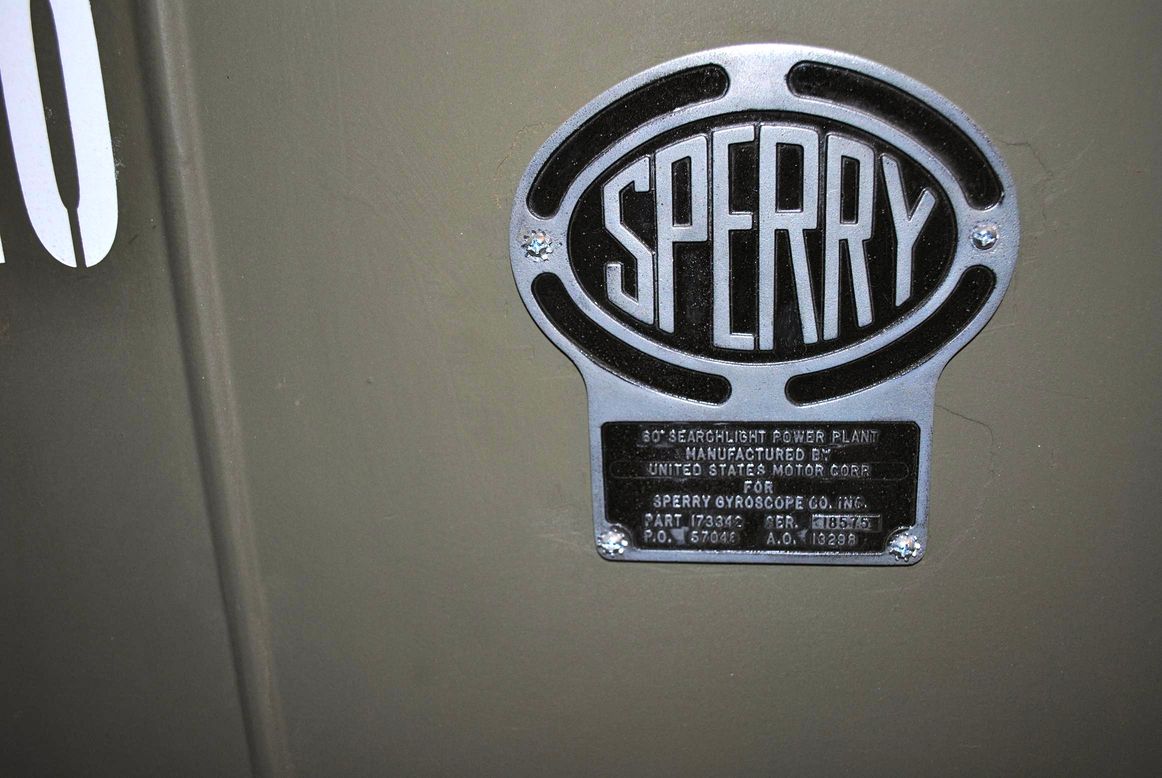 0
SPERRY
60" SEARCHLIGHT POWER PLANT
MANUFACTURED BY
UNITED STATES MOTOR CORP.
FOR
SPERRY GYROSCOPE CO. INC.
PART SER. 18575
P.O. 57048 A.O. 13298